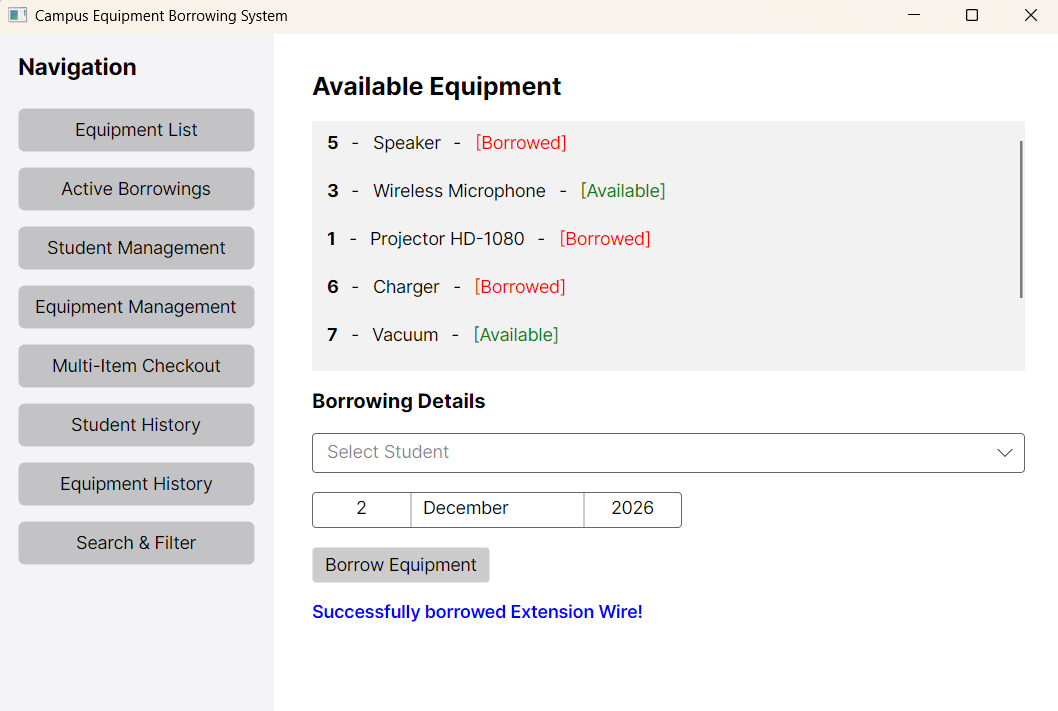 Campus Equipment Borrowing System
Navigation
Equipment List
Active Borrowings
Student Management
Equipment Management
Multi-Item Checkout
Student History
Equipment History
Search & Filter
Available Equipment
5 - Speaker - [Borrowed]
3 - Wireless Microphone - [Available]
1 - Projector HD-1080 - [Borrowed]
6 - Charger - [Borrowed]
7 - Vacuum - [Available]
Borrowing Details
Select Student
2 December 2026
Borrow Equipment
Successfully borrowed Extension Wire!